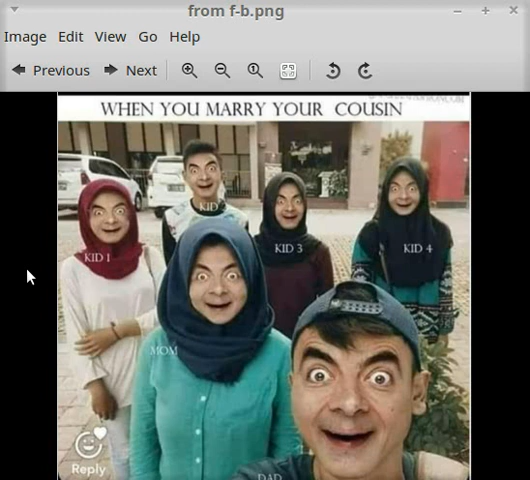 from f-b.png
Image Edit View Go Help
Previous Next
WHEN YOU MARRY YOUR COUSIN
KID
KID 1
KID 3
KID 4
MOM
Reply
DAD